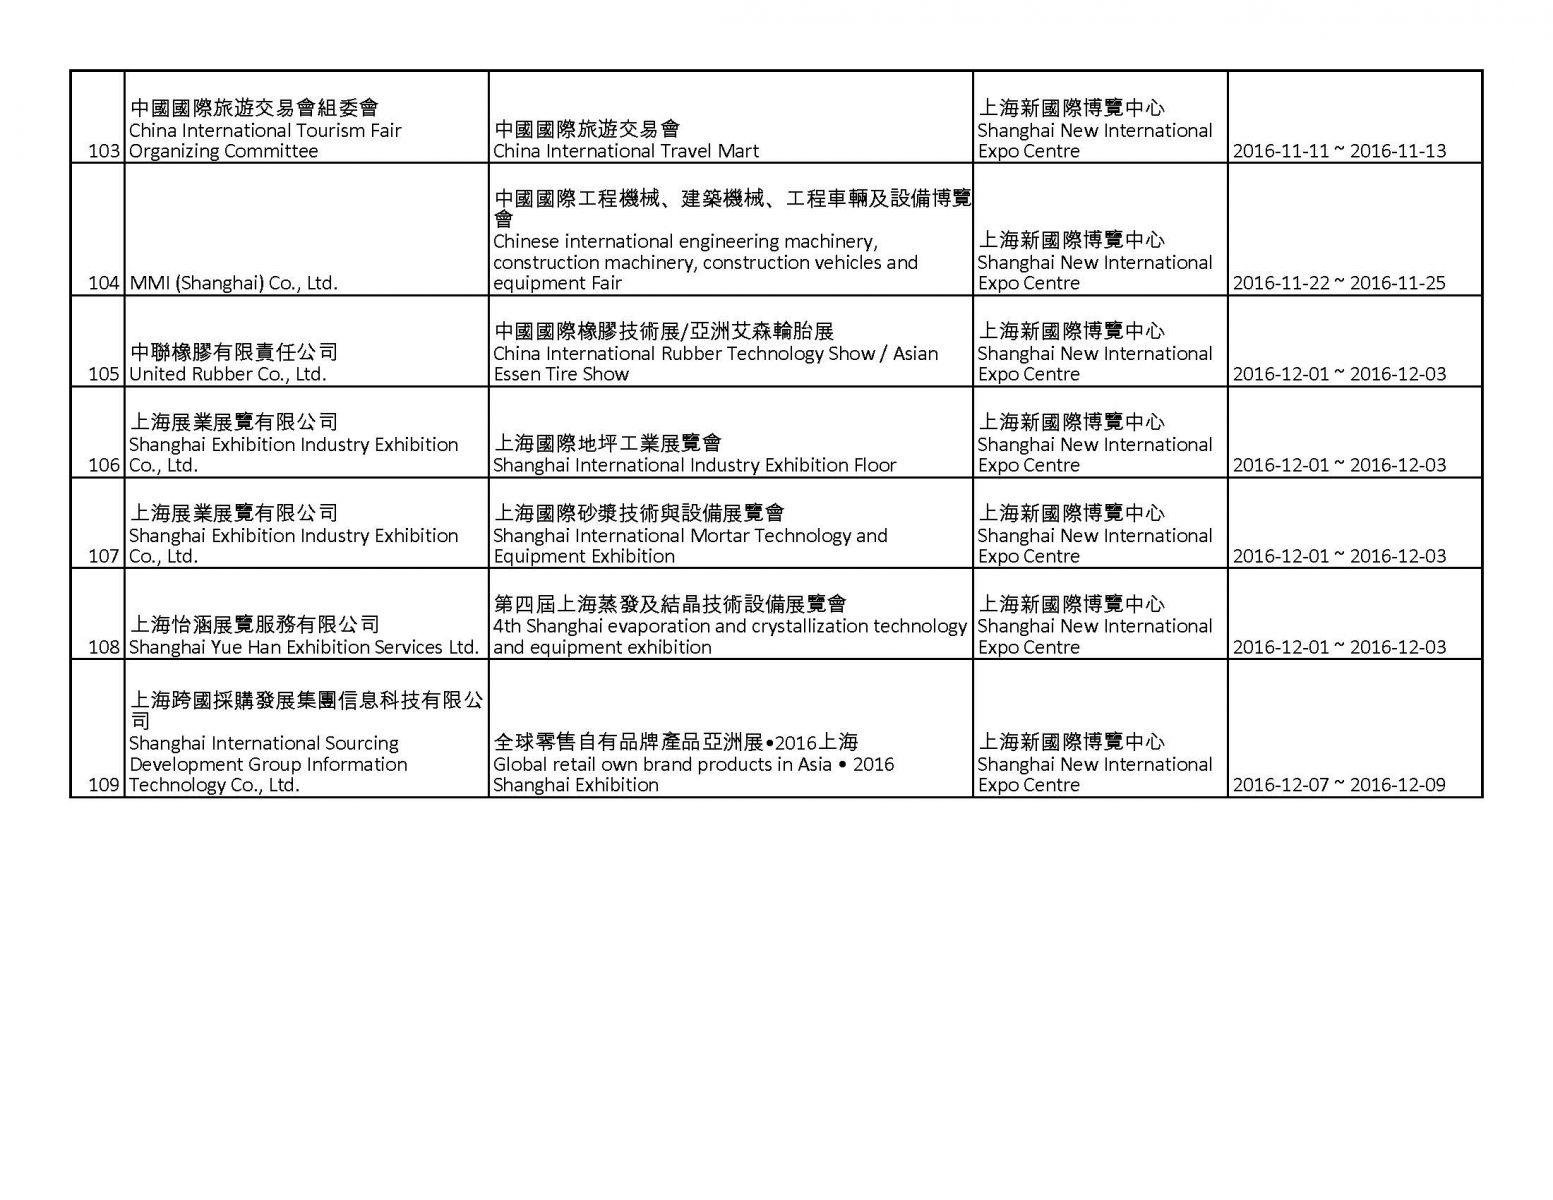 103
中國國際旅遊交易會組委會
China International Tourism Fair
Organizing Committee
中國國際旅遊交易會
China International Travel Mart
上海新國際博覽中心
Shanghai New International
Expo Centre
2016-11-11 ~ 2016-11-13
104
MMI (Shanghai) Co., Ltd.
中國國際工程機械、建築機械、工程車輛及設備博覽
會
Chinese international engineering machinery,
construction machinery, construction vehicles and
equipment Fair
上海新國際博覽中心
Shanghai New International
Expo Centre
2016-11-22 ~ 2016-11-25
105
中聯橡膠有限責任公司
United Rubber Co., Ltd.
中國國際橡膠技術展/亞洲艾森輪胎展
China International Rubber Technology Show / Asian
Essen Tire Show
上海新國際博覽中心
Shanghai New International
Expo Centre
2016-12-01 ~ 2016-12-03
106
上海展業展覽有限公司
Shanghai Exhibition Industry Exhibition
Co., Ltd.
上海國際地坪工業展覽會
Shanghai International Industry Exhibition Floor
上海新國際博覽中心
Shanghai New International
Expo Centre
2016-12-01 ~ 2016-12-03
107
上海展業展覽有限公司
Shanghai Exhibition Industry Exhibition
Co., Ltd.
上海國際砂漿技術與設備展覽會
Shanghai International Mortar Technology and
Equipment Exhibition
上海新國際博覽中心
Shanghai New International
Expo Centre
2016-12-01 ~ 2016-12-03
108
上海怡涵展覽服務有限公司
Shanghai Yue Han Exhibition Services Ltd.
第四屆上海蒸發及結晶技術設備展覽會
4th Shanghai evaporation and crystallization technology
and equipment exhibition
上海新國際博覽中心
Shanghai New International
Expo Centre
2016-12-01 ~ 2016-12-03
109
上海跨國採購發展集團信息科技有限公
司
Shanghai International Sourcing
Development Group Information
Technology Co., Ltd.
全球零售自有品牌產品亞洲展•2016上海
Global retail own brand products in Asia • 2016
Shanghai Exhibition
上海新國際博覽中心
Shanghai New International
Expo Centre
2016-12-07 ~ 2016-12-09